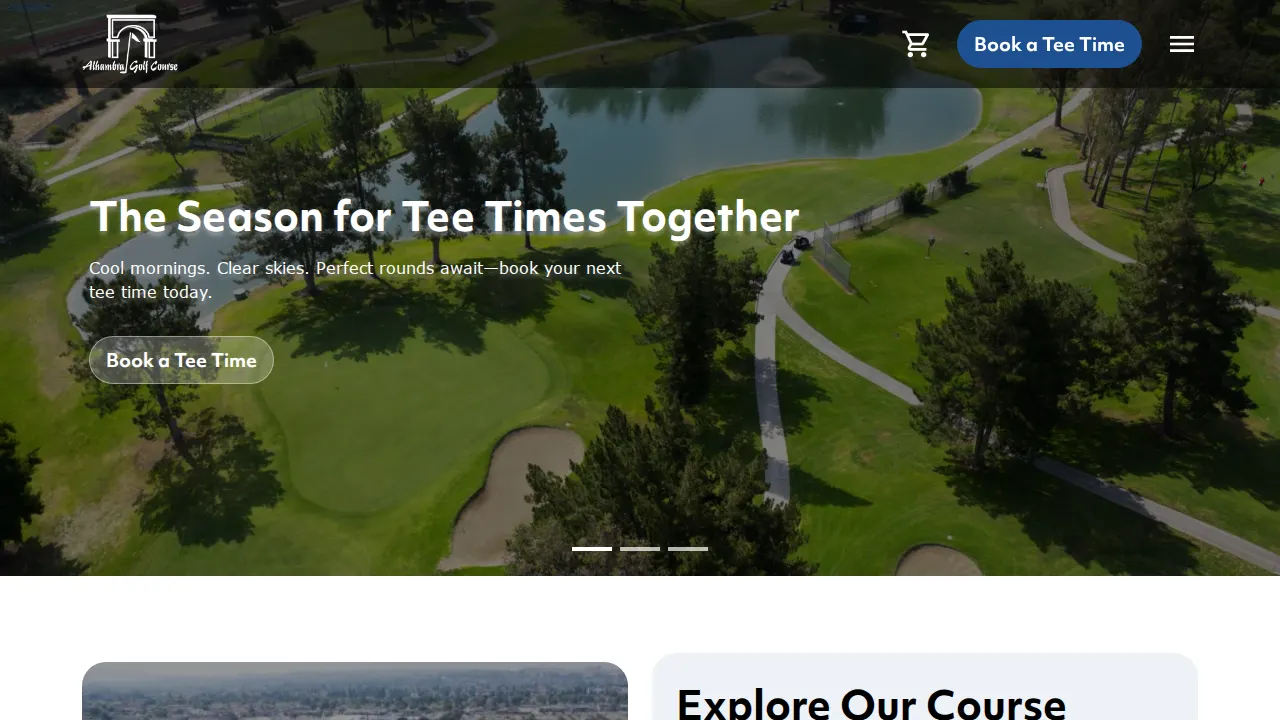 Alhambra Golf Course
Book a Tee Time
The Season for Tee Times Together
Cool mornings. Clear skies. Perfect rounds await—book your next
tee time today.
Book a Tee Time
Explore Our Course